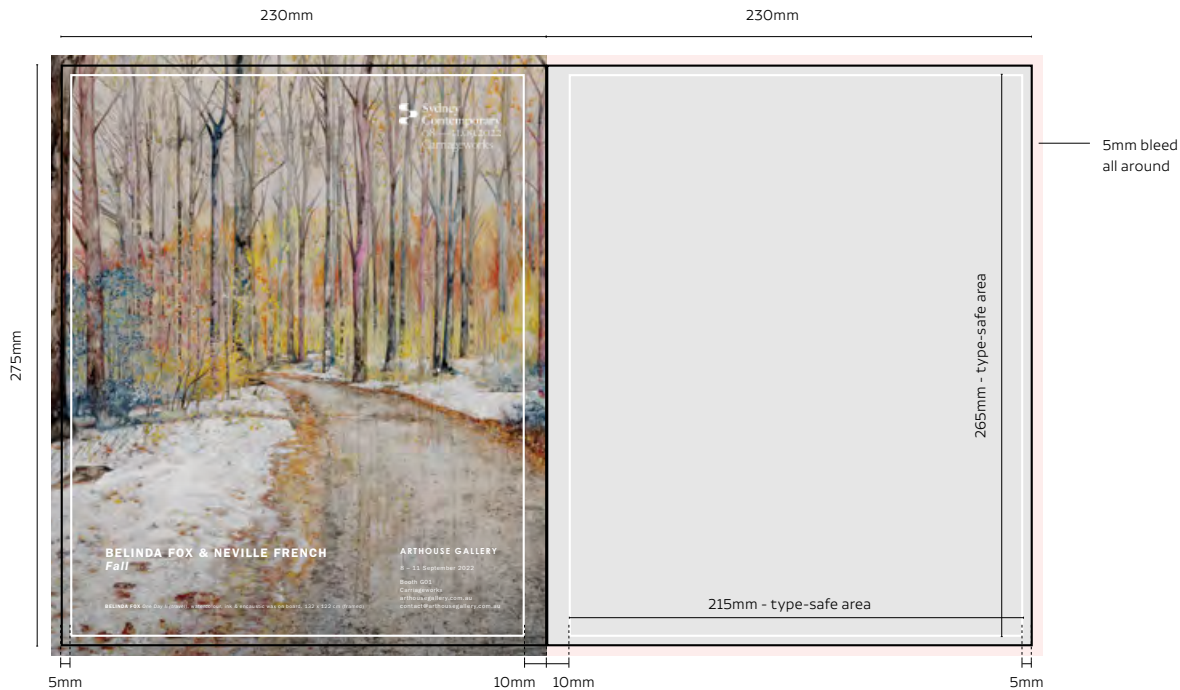 230mm
230mm
275mm
Sydney
Contemporary
Carriageworks
5mm bleed
all around
265mm - type-safe area
BELINDA FOX & NEVILLE FRENCH
Fall
ARTHOUSE GALLERY
8 – 11 September 2022
Booth G01
Carriageworks
arthousegallery.com.au
contact@arthousegallery.com.au
BELINDA FOX
215mm - type-safe area
5mm
10mm
10mm
5mm